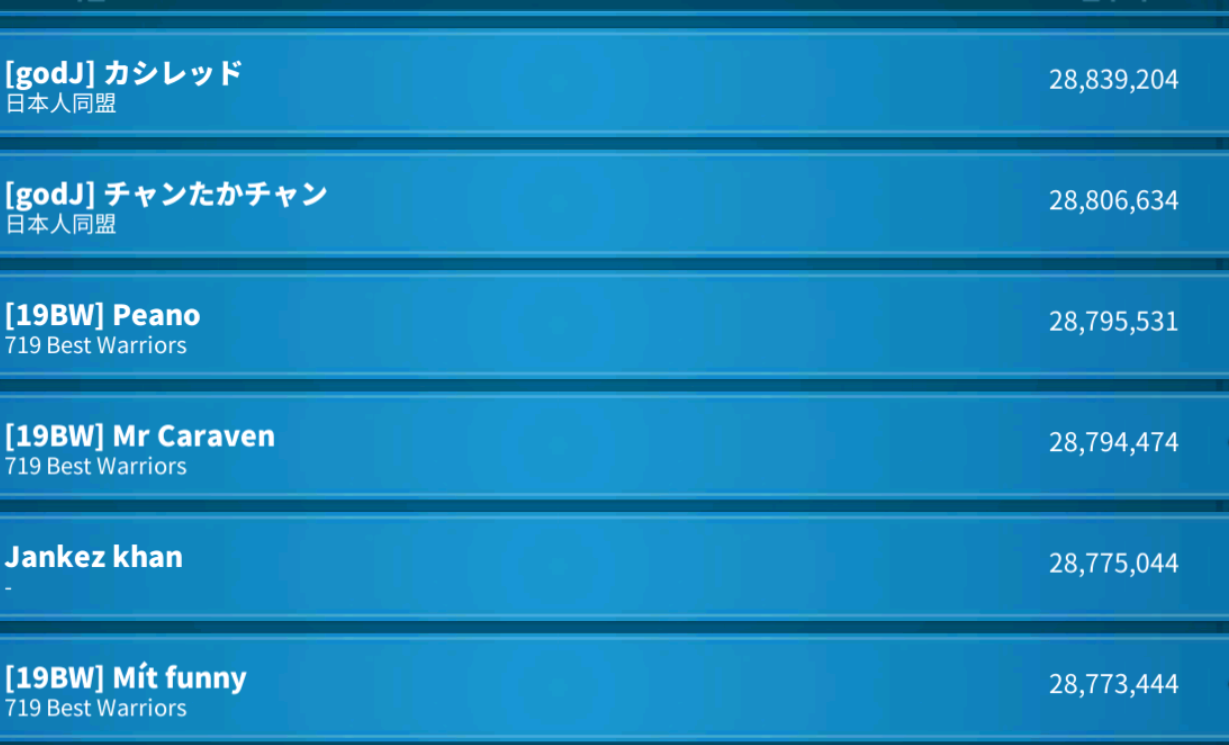 [godJ] カシレッド
日本人同盟
28,839,204
[godJ] チャンたかチャン
日本人同盟
28,806,634
[19BW] Peano
719 Best Warriors
28,795,531
[19BW] Mr Caraven
719 Best Warriors
28,794,474
Jankez khan
-
28,775,044
[19BW] Mít funny
719 Best Warriors
28,773,444